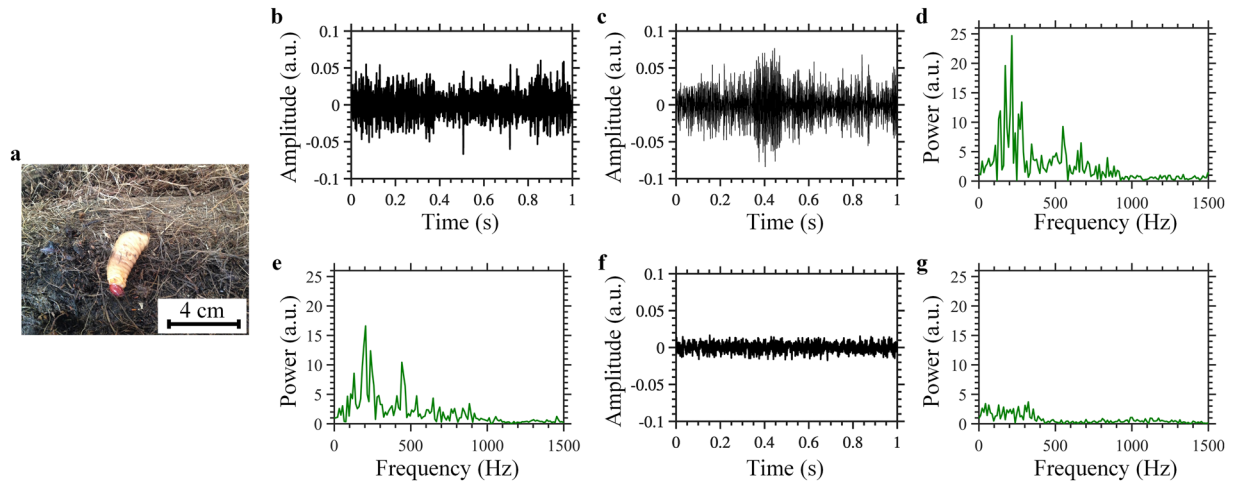 a
4 cm
b
Amplitude (a.u.)
0.1
0.05
0
-0.05
-0.1
0 0.2 0.4 0.6 0.8 1
Time (s)
c
Amplitude (a.u.)
0.1
0.05
0
-0.05
-0.1
0 0.2 0.4 0.6 0.8 1
Time (s)
d
Power (a.u.)
25
20
15
10
5
0
0 500 1000 1500
Frequency (Hz)
e
Power (a.u.)
25
20
15
10
5
0
0 500 1000 1500
Frequency (Hz)
f
Amplitude (a.u.)
0.1
0.05
0
-0.05
-0.1
0 0.2 0.4 0.6 0.8 1
Time (s)
g
Power (a.u.)
25
20
15
10
5
0
0 500 1000 1500
Frequency (Hz)